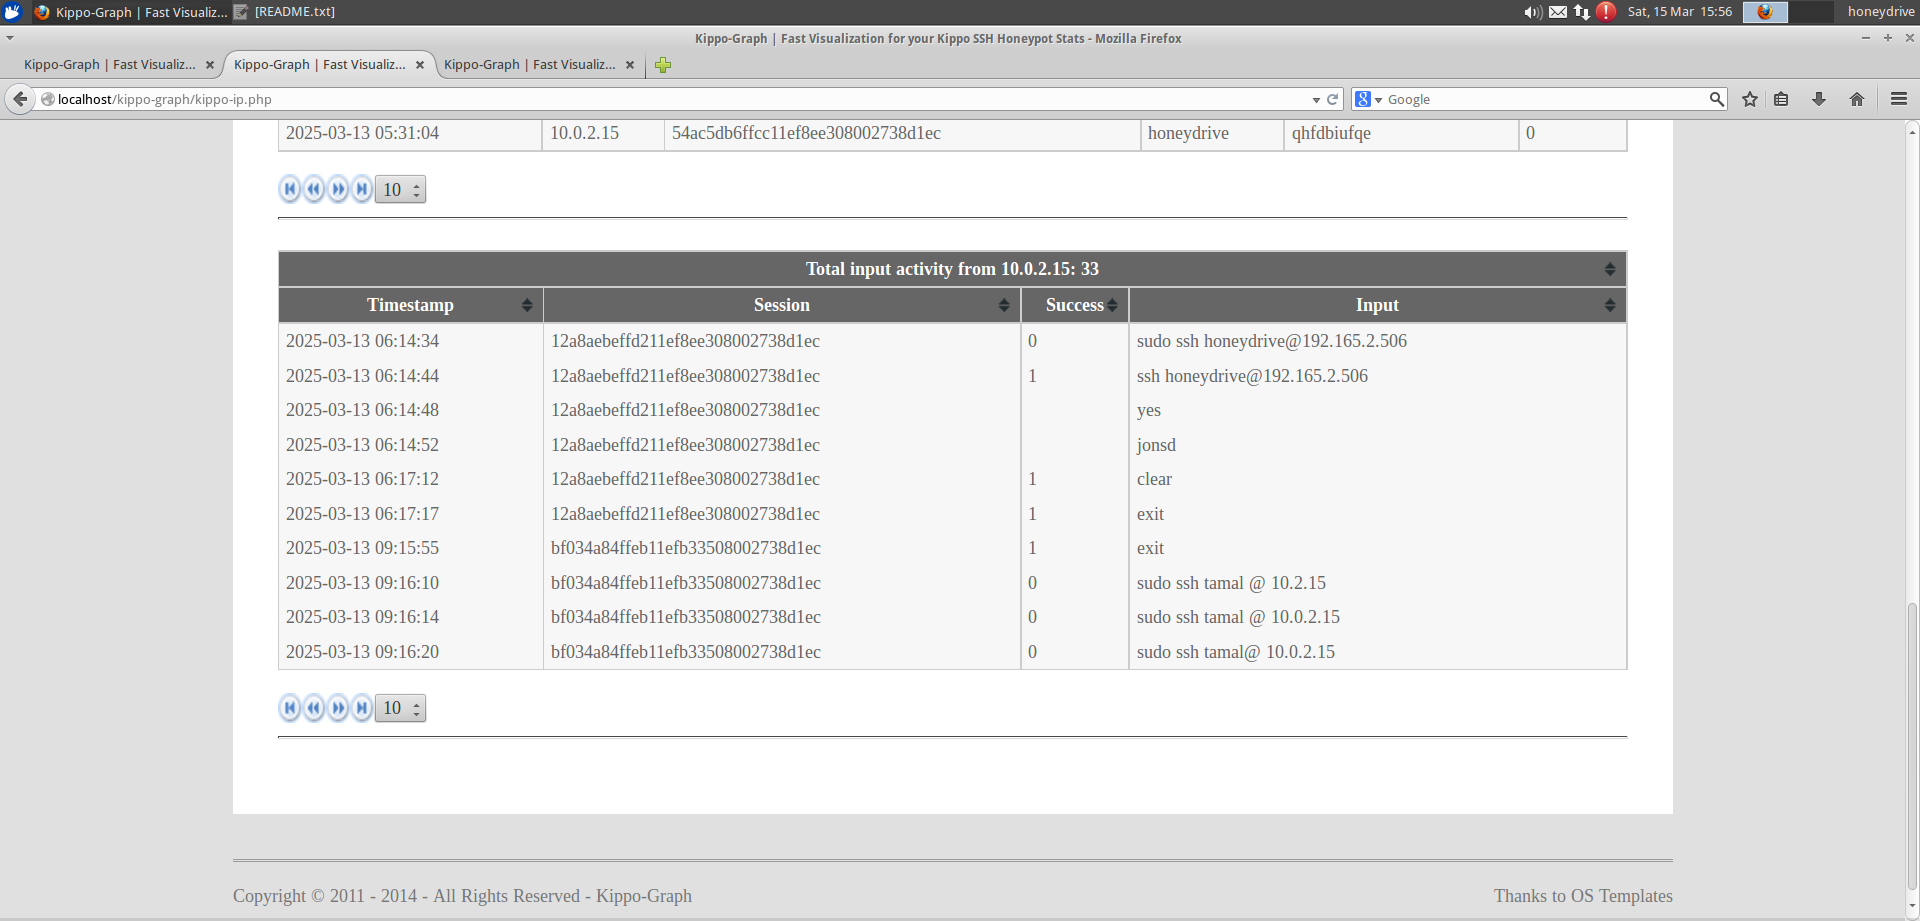 Kippo-Graph | Fast Visualiz... [README.txt] Sat, 15 Mar 15:56 honeydrive
Kippo-Graph | Fast Visualization for your Kippo SSH Honeypot Stats - Mozilla Firefox
Kippo-Graph | Fast Visualiz... Kippo-Graph | Fast Visualiz... Kippo-Graph | Fast Visualiz...
localhost/kippo-graph/kippo-ip.php 8 Google
2025-03-13 05:31:04 10.0.2.15 54ac5db6ffcc11ef8ee308002738d1ec honeydrive qhfdbiufqe 0
10
Total input activity from 10.0.2.15: 33
Timestamp Session Success Input
2025-03-13 06:14:34 12a8aebeffd211ef8ee308002738d1ec 0 sudo ssh honeydrive@192.165.2.506
2025-03-13 06:14:44 12a8aebeffd211ef8ee308002738d1ec 1 ssh honeydrive@192.165.2.506
2025-03-13 06:14:48 12a8aebeffd211ef8ee308002738d1ec yes
2025-03-13 06:14:52 12a8aebeffd211ef8ee308002738d1ec jonsd
2025-03-13 06:17:12 12a8aebeffd211ef8ee308002738d1ec 1 clear
2025-03-13 06:17:17 12a8aebeffd211ef8ee308002738d1ec 1 exit
2025-03-13 09:15:55 bf034a84ffeb11efb33508002738d1ec 1 exit
2025-03-13 09:16:10 bf034a84ffeb11efb33508002738d1ec 0 sudo ssh tamal @ 10.2.15
2025-03-13 09:16:14 bf034a84ffeb11efb33508002738d1ec 0 sudo ssh tamal @ 10.0.2.15
2025-03-13 09:16:20 bf034a84ffeb11efb33508002738d1ec 0 sudo ssh tamal@ 10.0.2.15
10
Copyright © 2011 - 2014 - All Rights Reserved - Kippo-Graph Thanks to OS Templates